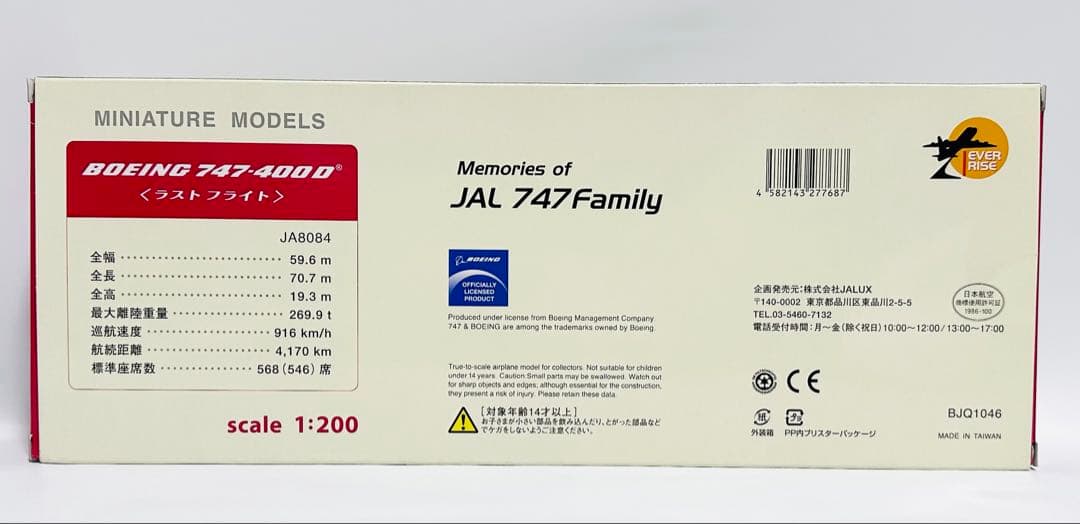 MINIATURE MODELS
BOEING 747-400D®
〈ラストフライト〉
JA8084
全幅 ‥‥‥‥‥‥‥‥‥‥‥‥ 59.6 m
全長 ‥‥‥‥‥‥‥‥‥‥‥‥ 70.7 m
全高 ‥‥‥‥‥‥‥‥‥‥‥‥ 19.3 m
最大離陸重量 ‥‥‥‥‥‥‥‥ 269.9 t
巡航速度 ‥‥‥‥‥‥‥‥‥ 916 km/h
航続距離 ‥‥‥‥‥‥‥‥‥ 4,170 km
標準座席数 ‥‥‥‥‥‥‥ 568 (546) 席
scale 1:200
Memories of
JAL 747Family
BOEING
OFFICIALLY
LICENSED
PRODUCT
Produced under license from Boeing Management Company
747 & BOEING are among the trademarks owned by Boeing.
True-to-scale airplane model for collectors. Not suitable for children
under 14 years. Caution:Small parts may be swallowed. Watch out
for sharp objects and edges; although essential for the construction,
they present a risk of injury. Please retain these data.
[対象年齢14才以上]
お子さまが小さい部品を飲み込んだり、とがった部品など
でケガをしないようご注意ください。
4 582143 277687
EVER
RISE
企画発売元:株式会社JALUX
〒140-0002 東京都品川区東品川2-5-5
TEL.03-5460-7132
電話受付時間:月〜金(除く祝日)10:00〜12:00/13:00〜17:00
日本航空
機標使用許可証
1986-100
CE
紙
外装箱
プラ
PP内ブリスターパッケージ
BJQ1046
MADE IN TAIWAN